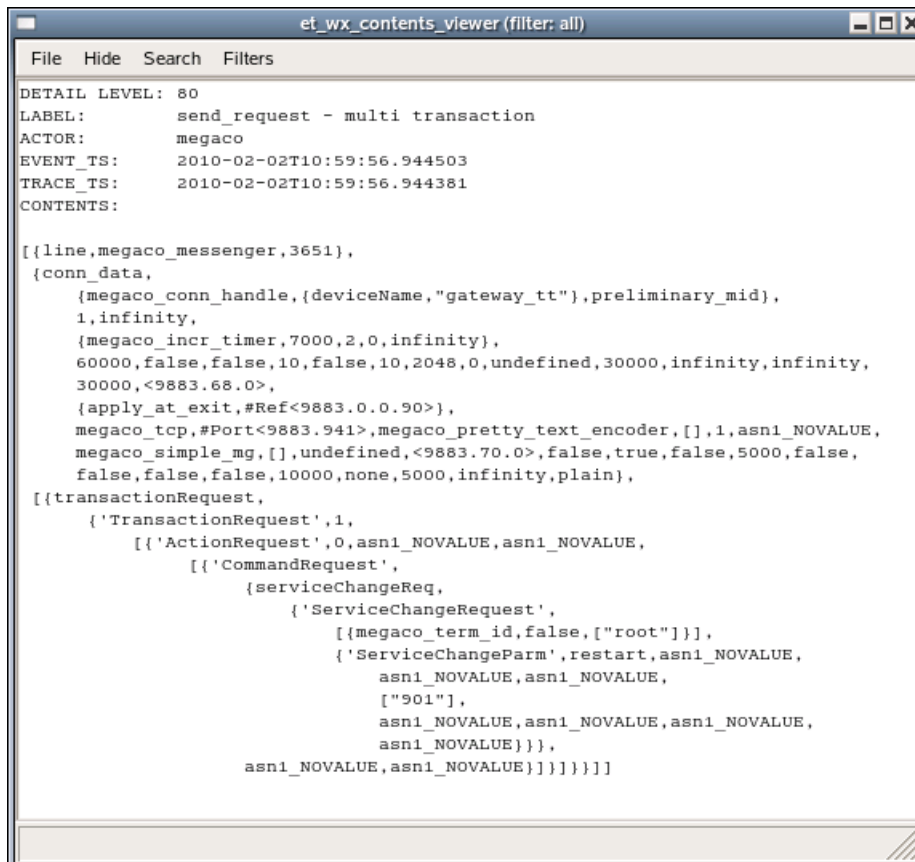 et_wx_contents_viewer (filter: all)
File Hide Search Filters
DETAIL LEVEL: 80
LABEL: send_request - multi transaction
ACTOR: megaco
EVENT_TS: 2010-02-02T10:59:56.944503
TRACE_TS: 2010-02-02T10:59:56.944381
CONTENTS:
[{line,megaco_messenger,3651},
{conn_data,
{megaco_conn_handle,{deviceName,"gateway_tt"},preliminary_mid},
1,infinity,
{megaco_incr_timer,7000,2,0,infinity},
60000,false,false,10,false,10,2048,0,undefined,30000,infinity,infinity,
30000,<9883.68.0>,
{apply_at_exit,#Ref<9883.0.0.90>},
megaco_tcp,#Port<9883.941>,megaco_pretty_text_encoder,[],1,asn1_NOVALUE,
megaco_simple_mg,[],undefined,<9883.70.0>,false,true,false,5000,false,
false,false,false,10000,none,5000,infinity,plain},
[{transactionRequest,
{'TransactionRequest',1,
[{'ActionRequest',0,asn1_NOVALUE,asn1_NOVALUE,
[{'CommandRequest',
{serviceChangeReq,
{'ServiceChangeRequest',
[{megaco_term_id,false,["root"]}],
{'ServiceChangeParm',restart,asn1_NOVALUE,
asn1_NOVALUE,asn1_NOVALUE,
["901"],
asn1_NOVALUE,asn1_NOVALUE,asn1_NOVALUE,
asn1_NOVALUE}}},
asn1_NOVALUE,asn1_NOVALUE}]}]}}]]